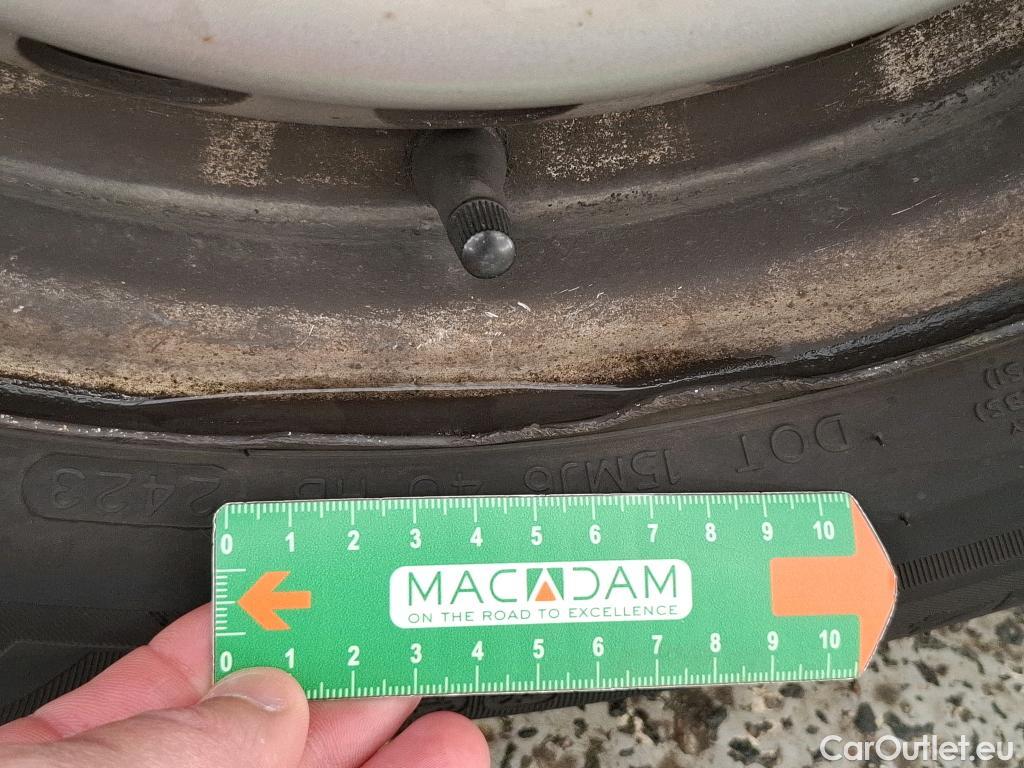 DOT 15MJ6 40 HB 2423
0 1 2 3 4 5 6 7 8 9 10
MACADAM
ON THE ROAD TO EXCELLENCE
0 1 2 3 4 5 6 7 8 9 10
CarOutlet.eu